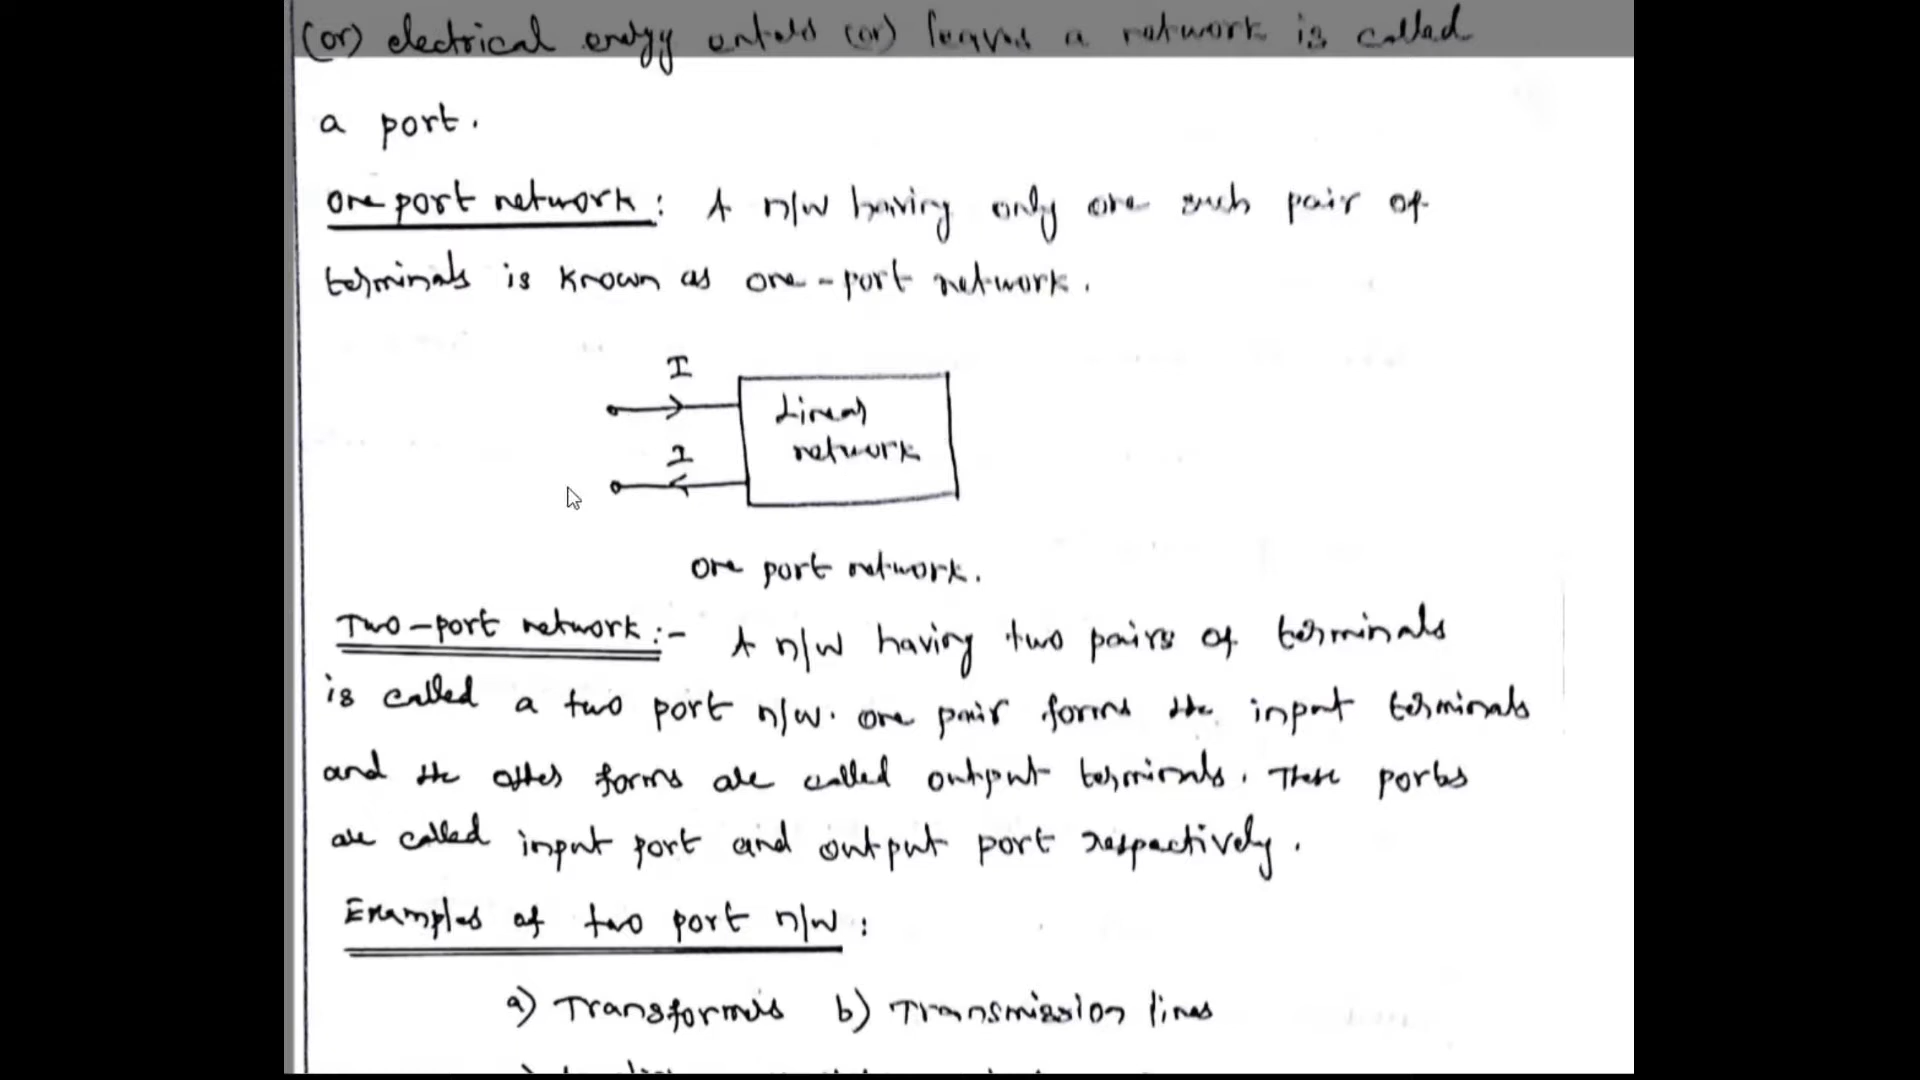 (or) electrical energy enters (or) leaves a network is called
a port.
one port network: A n/w having only one such pair of
terminals is known as one-port network.
I
Linear
I
network
one port network.
Two-port network:- A n/w having two pairs of terminals
is called a two port n/w. one pair forms the input terminals
and the other forms are called output terminals. These ports
are called input port and output port respectively.
Examples of two port n/w:
a) Transformers b) Transmission lines